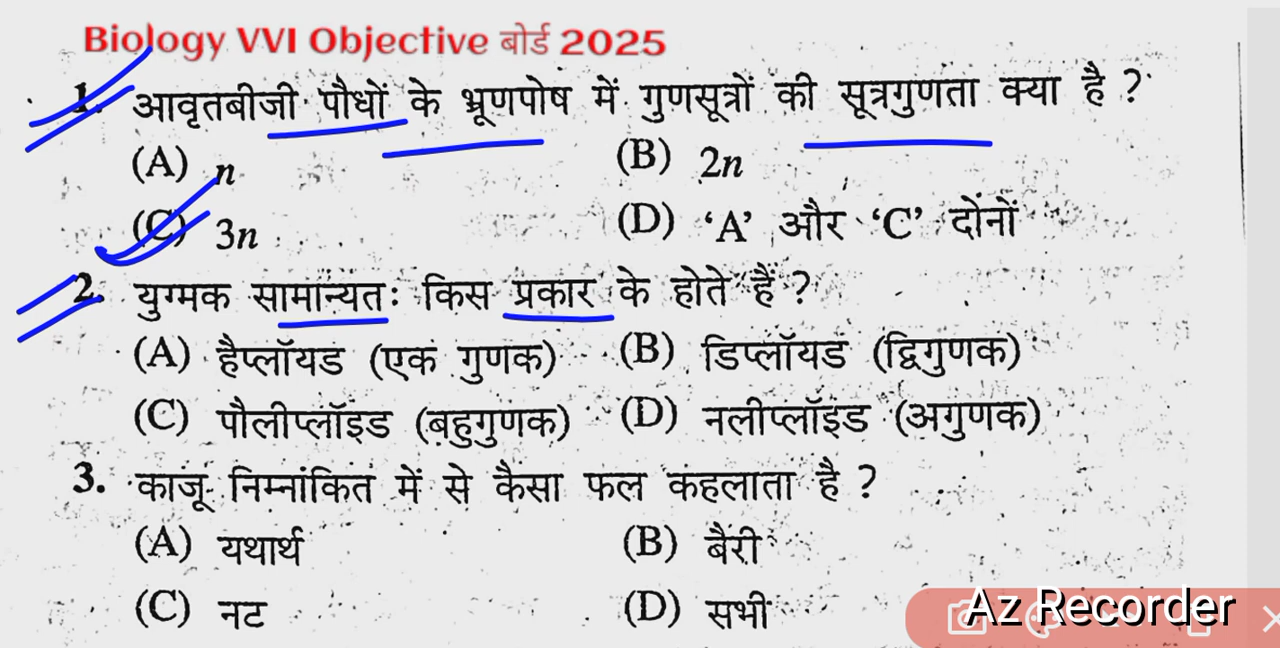 Biology VVI Objective बोर्ड 2025
1. आवृतबीजी पौधों के भ्रूणपोष में गुणसूत्रों की सूत्रगुणता क्या है ?
(A) n (B) 2n
(C) 3n (D) ‘A’ और ‘C’ दोनों
2. युग्मक सामान्यतः किस प्रकार के होते हैं ?
(A) हैप्लॉयड (एक गुणक) (B) डिप्लॉयड (द्विगुणक)
(C) पौलीप्लॉइड (बहुगुणक) (D) नलीप्लॉइड (अगुणक)
3. काजू निम्नांकित में से कैसा फल कहलाता है ?
(A) यथार्थ (B) बैरी
(C) नट (D) सभी
Az Recorder